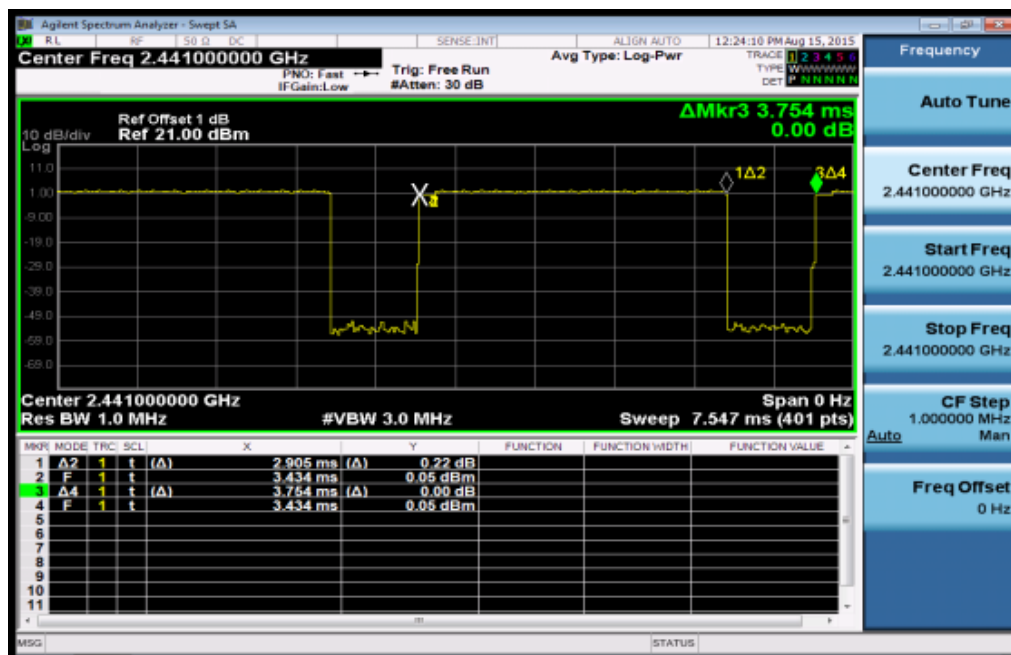 Agilent Spectrum Analyzer - Swept SA
RL RF 50 Ω DC SENSE:INT ALIGN AUTO 12:24:10 PM Aug 15, 2015
Center Freq 2.441000000 GHz
PNO: Fast
IFGain:Low
Trig: Free Run
#Atten: 30 dB
Avg Type: Log-Pwr
TRACE 1 2 3 4 5 6
TYPE WWWWWW
DET P N N N N N
ΔMkr3 3.754 ms
0.00 dB
Ref Offset 1 dB
10 dB/div Ref 21.00 dBm
Log
11.0
1.00
-9.00
-19.0
-29.0
-39.0
-49.0
-59.0
-69.0
1Δ2
3Δ4
X
Center 2.441000000 GHz Span 0 Hz
Res BW 1.0 MHz #VBW 3.0 MHz Sweep 7.547 ms (401 pts)
MKR MODE TRC SCL X Y FUNCTION FUNCTION WIDTH FUNCTION VALUE
1 Δ2 1 t (Δ) 2.905 ms (Δ) 0.22 dB
2 F 1 t 3.434 ms 0.05 dBm
3 Δ4 1 t (Δ) 3.754 ms (Δ) 0.00 dB
4 F 1 t 3.434 ms 0.05 dBm
5
6
7
8
9
10
11
MSG STATUS
Frequency
Auto Tune
Center Freq
2.441000000 GHz
Start Freq
2.441000000 GHz
Stop Freq
2.441000000 GHz
CF Step
1.000000 MHz
Auto Man
Freq Offset
0 Hz